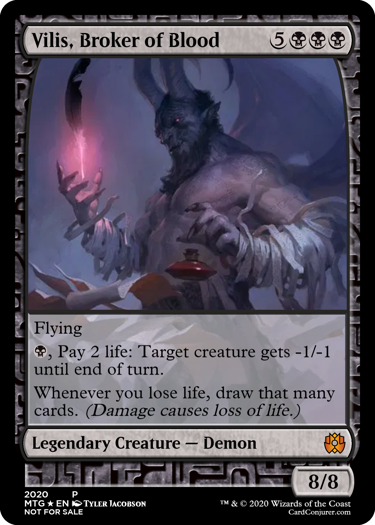 Vilis, Broker of Blood 5
Flying
, Pay 2 life: Target creature gets -1/-1
until end of turn.
Whenever you lose life, draw that many
cards. (Damage causes loss of life.)
Legendary Creature — Demon
8/8
2020 P
MTG ★ EN Tyler Jacobson
NOT FOR SALE
™ & © 2020 Wizards of the Coast
CardConjurer.com